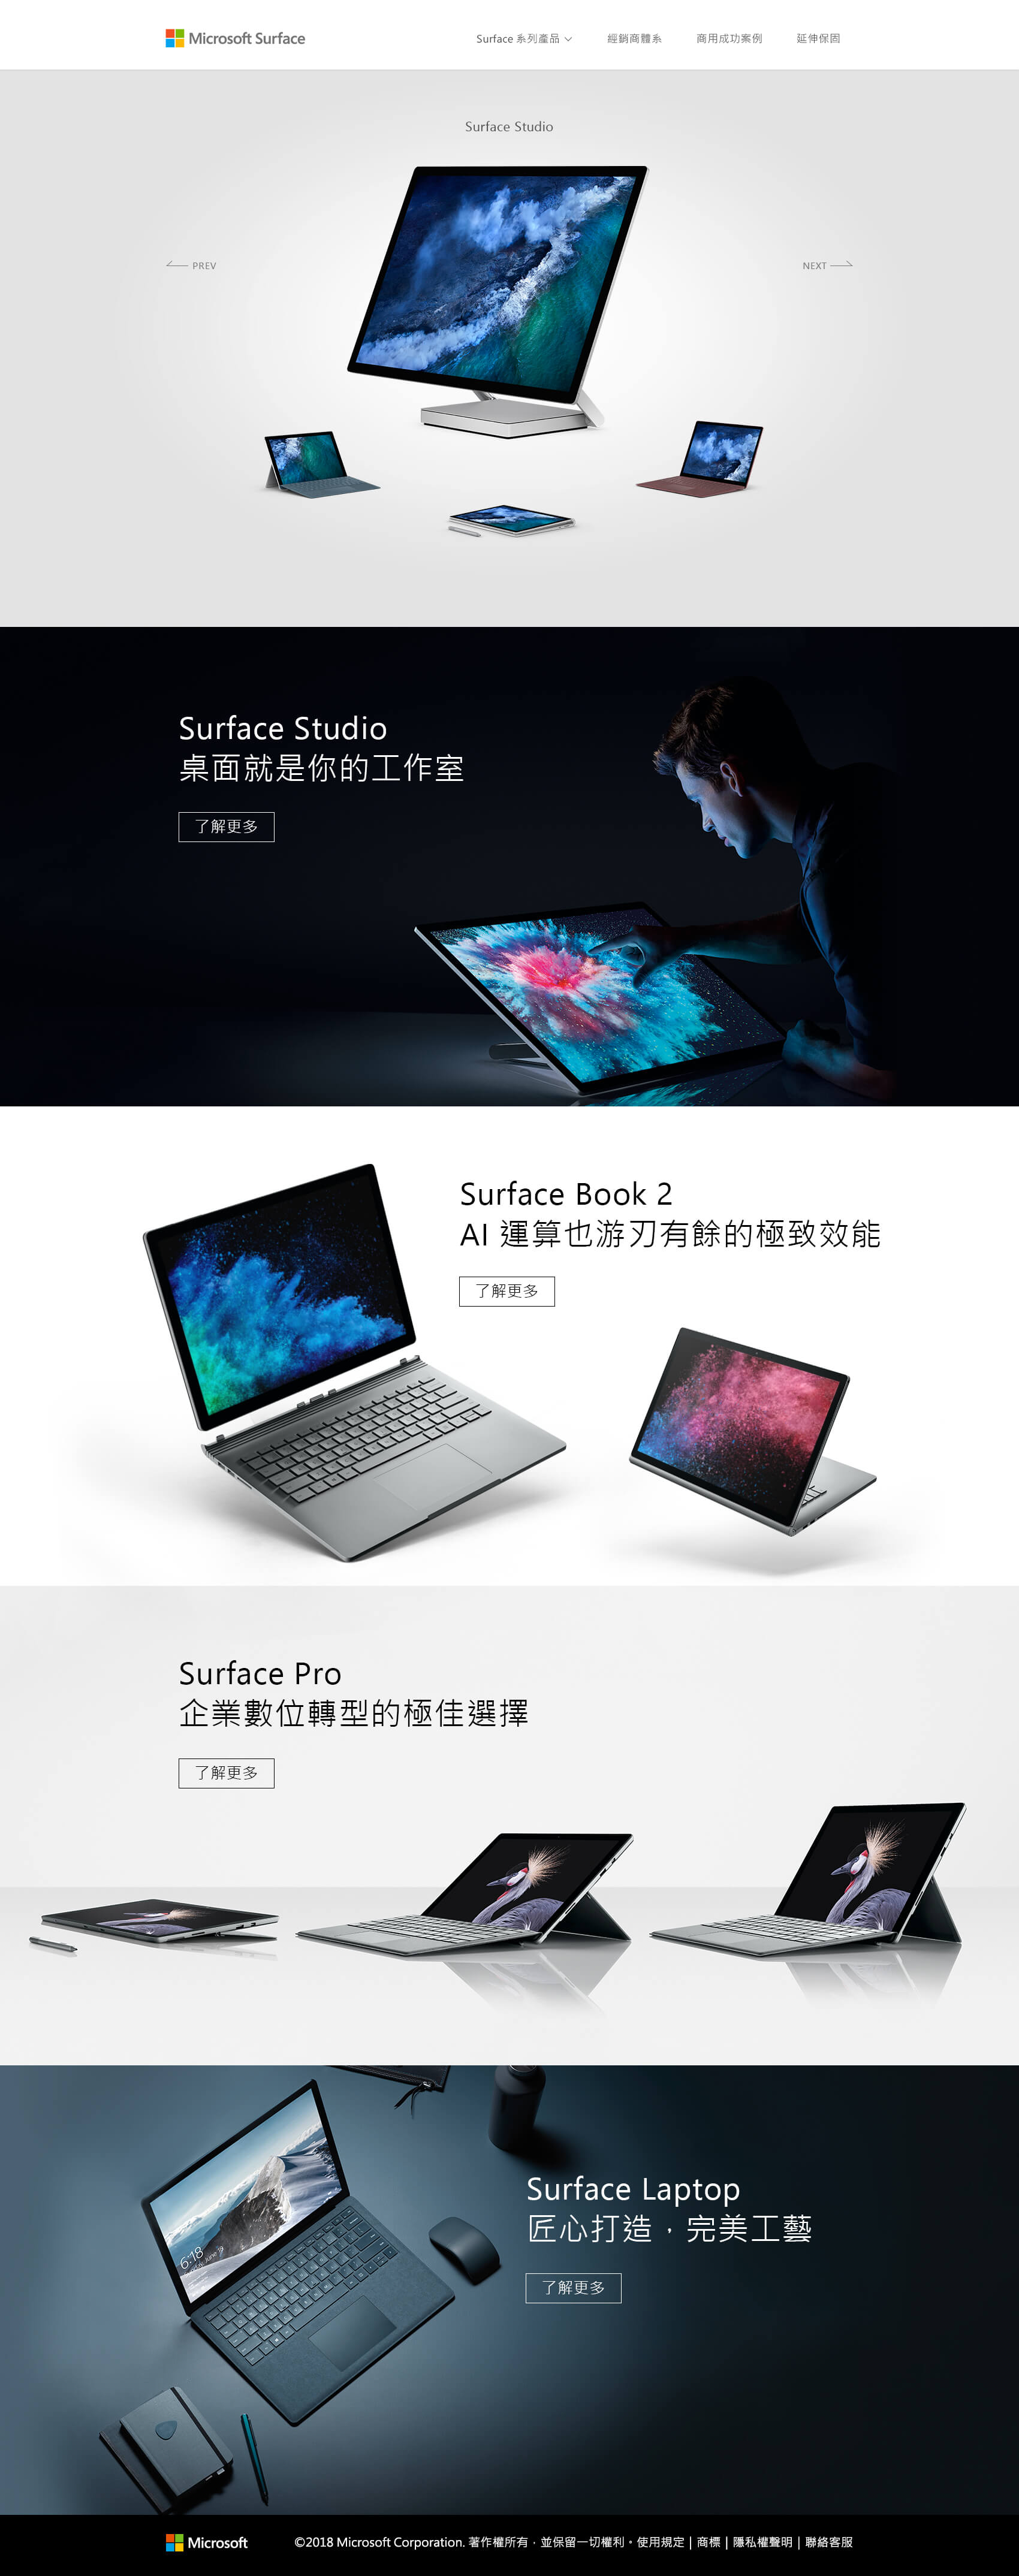 Microsoft Surface
Surface 系列產品 經銷商體系 商用成功案例 延伸保固
Surface Studio
PREV
NEXT
Surface Studio
桌面就是你的工作室
了解更多
Surface Book 2
AI 運算也游刃有餘的極致效能
了解更多
Surface Pro
企業數位轉型的極佳選擇
了解更多
Surface Laptop
匠心打造，完美工藝
了解更多
6:18
Microsoft
©2018 Microsoft Corporation. 著作權所有，並保留一切權利。使用規定 | 商標 | 隱私權聲明 | 聯絡客服